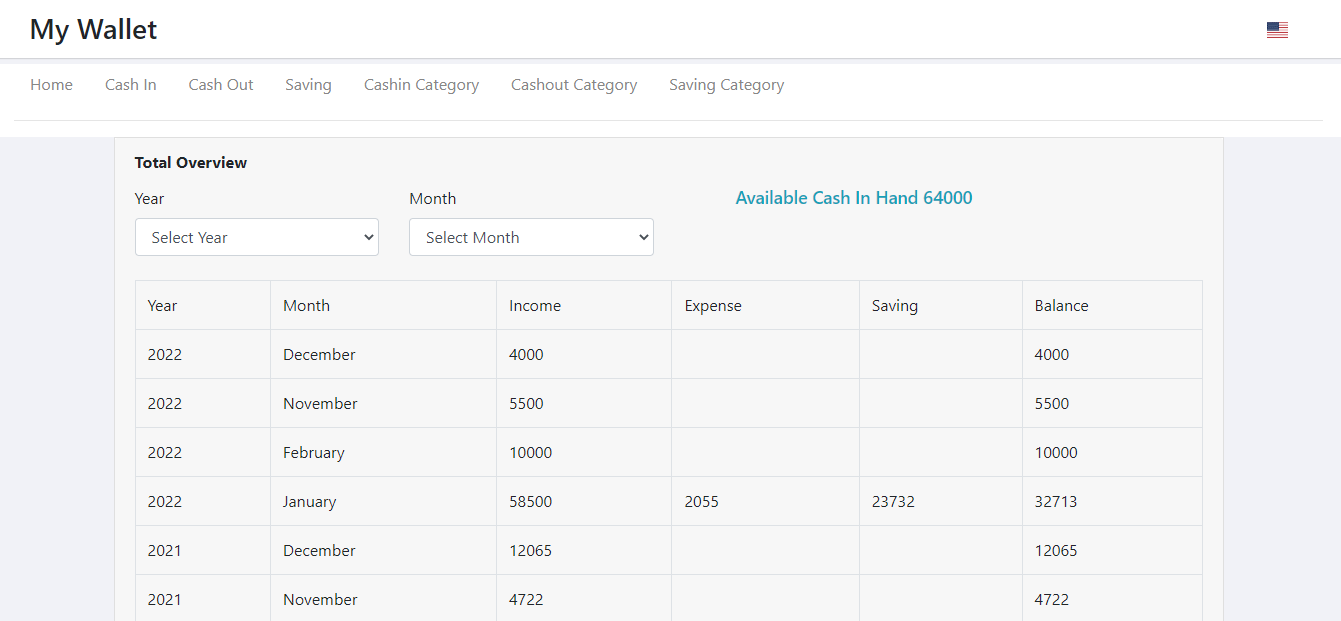 My Wallet
Home Cash In Cash Out Saving Cashin Category Cashout Category Saving Category
Total Overview
Year Month Available Cash In Hand 64000
Select Year Select Month
Year Month Income Expense Saving Balance
2022 December 4000 4000
2022 November 5500 5500
2022 February 10000 10000
2022 January 58500 2055 23732 32713
2021 December 12065 12065
2021 November 4722 4722